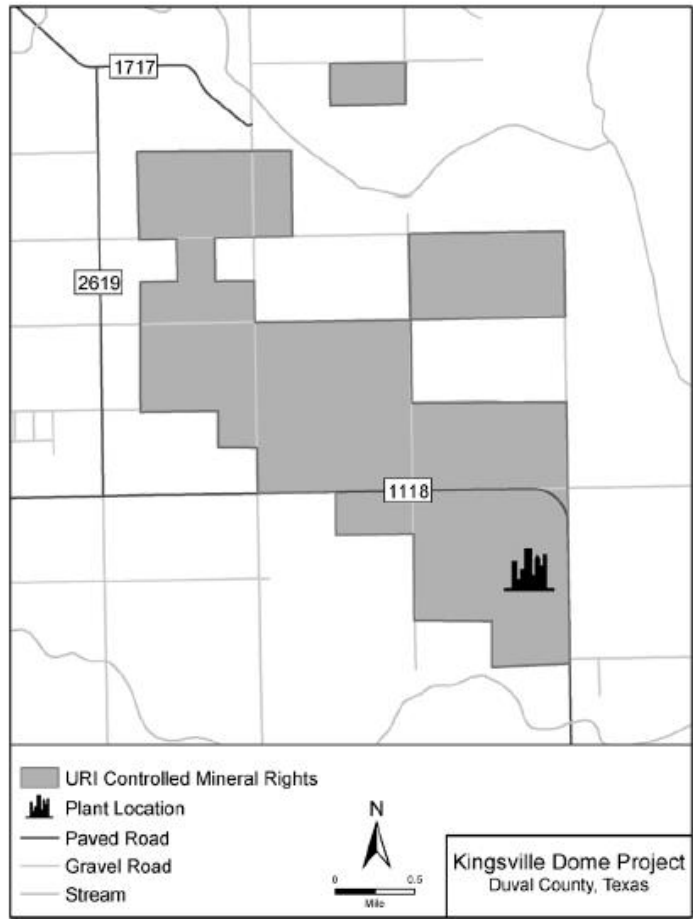 1717
2619
1118
URI Controlled Mineral Rights
Plant Location
Paved Road
Gravel Road
Stream
N
0 0.5
Mile
Kingsville Dome Project
Duval County, Texas